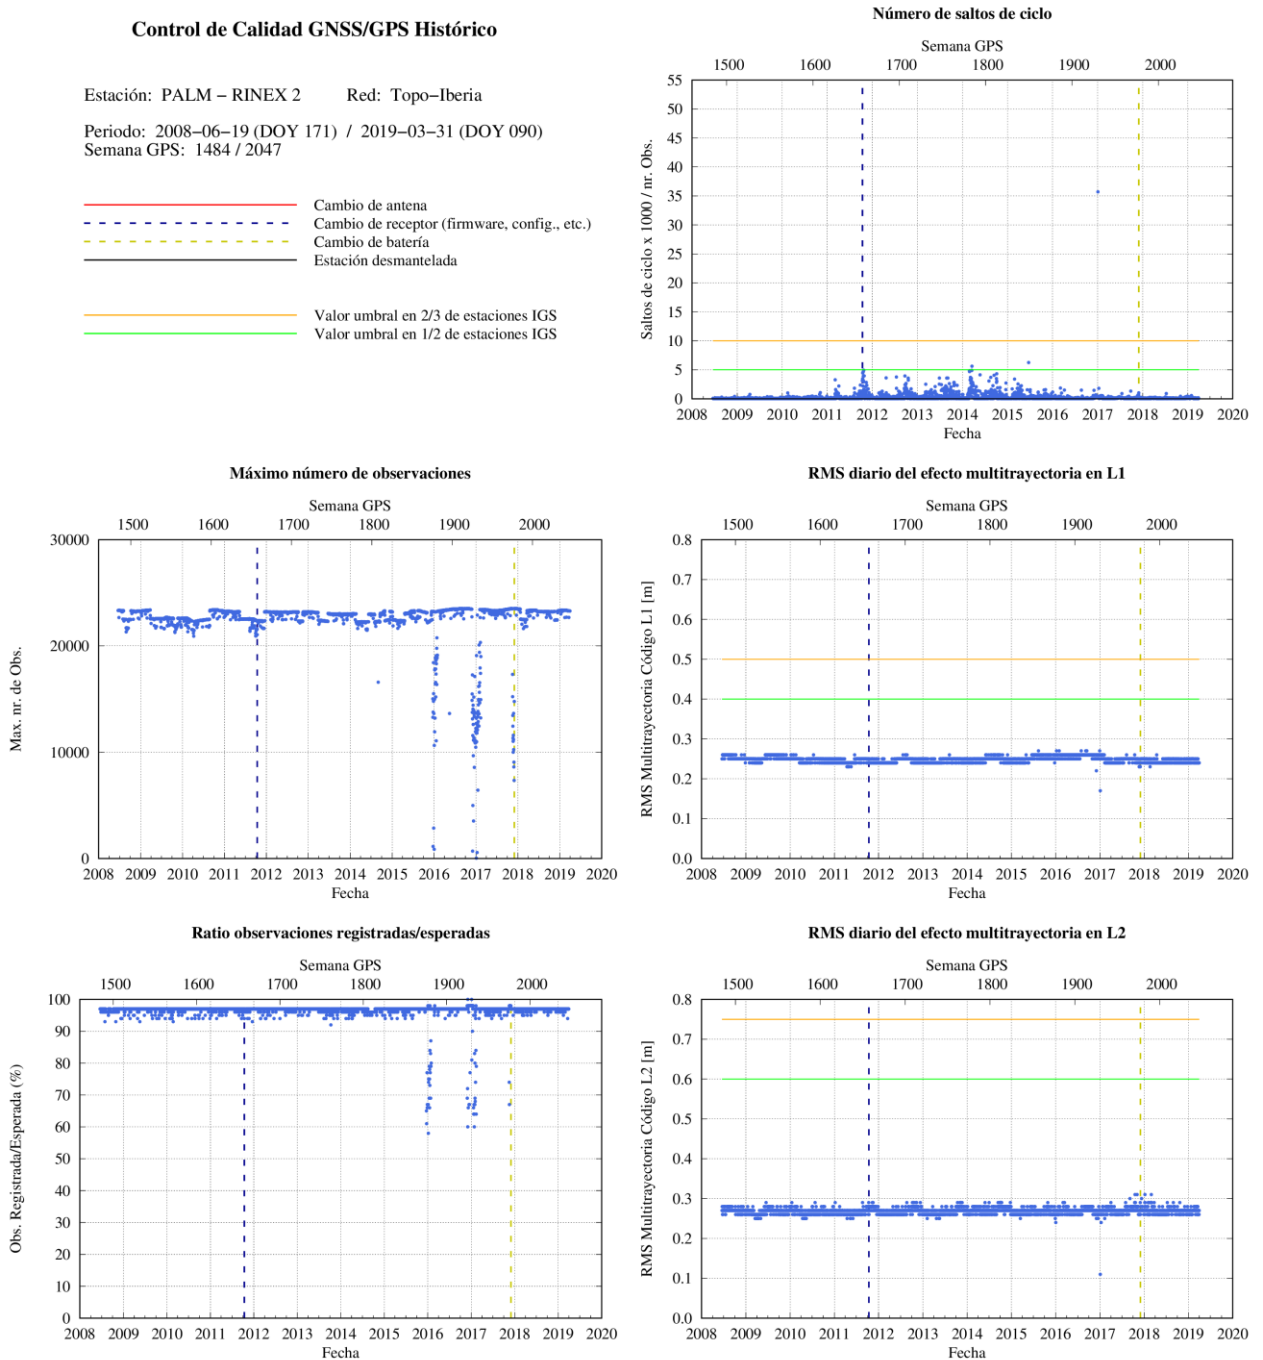 Control de Calidad GNSS/GPS Histórico
Estación: PALM − RINEX 2 Red: Topo−Iberia
Periodo: 2008−06−19 (DOY 171) / 2019−03−31 (DOY 090)
Semana GPS: 1484 / 2047
Cambio de antena
Cambio de receptor (firmware, config., etc.)
Cambio de batería
Estación desmantelada
Valor umbral en 2/3 de estaciones IGS
Valor umbral en 1/2 de estaciones IGS
Número de saltos de ciclo
Semana GPS
1500 1600 1700 1800 1900 2000
Saltos de ciclo x 1000 / nr. Obs.
55
50
45
40
35
30
25
20
15
10
5
0
2008 2009 2010 2011 2012 2013 2014 2015 2016 2017 2018 2019 2020
Fecha
Máximo número de observaciones
Semana GPS
1500 1600 1700 1800 1900 2000
Max. nr. de Obs.
30000
20000
10000
0
2008 2009 2010 2011 2012 2013 2014 2015 2016 2017 2018 2019 2020
Fecha
RMS diario del efecto multitrayectoria en L1
Semana GPS
1500 1600 1700 1800 1900 2000
RMS Multitrayectoria Código L1 [m]
0.8
0.7
0.6
0.5
0.4
0.3
0.2
0.1
0.0
2008 2009 2010 2011 2012 2013 2014 2015 2016 2017 2018 2019 2020
Fecha
Ratio observaciones registradas/esperadas
Semana GPS
1500 1600 1700 1800 1900 2000
Obs. Registrada/Esperada (%)
100
90
80
70
60
50
40
30
20
10
0
2008 2009 2010 2011 2012 2013 2014 2015 2016 2017 2018 2019 2020
Fecha
RMS diario del efecto multitrayectoria en L2
Semana GPS
1500 1600 1700 1800 1900 2000
RMS Multitrayectoria Código L2 [m]
0.8
0.7
0.6
0.5
0.4
0.3
0.2
0.1
0.0
2008 2009 2010 2011 2012 2013 2014 2015 2016 2017 2018 2019 2020
Fecha